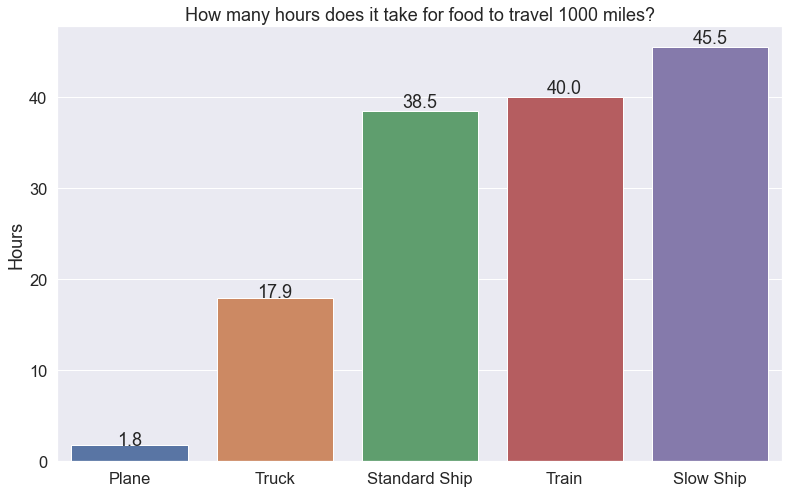 How many hours does it take for food to travel 1000 miles?
45.5
40.0
38.5
17.9
1.8
40
30
20
10
0
Hours
Plane
Truck
Standard Ship
Train
Slow Ship